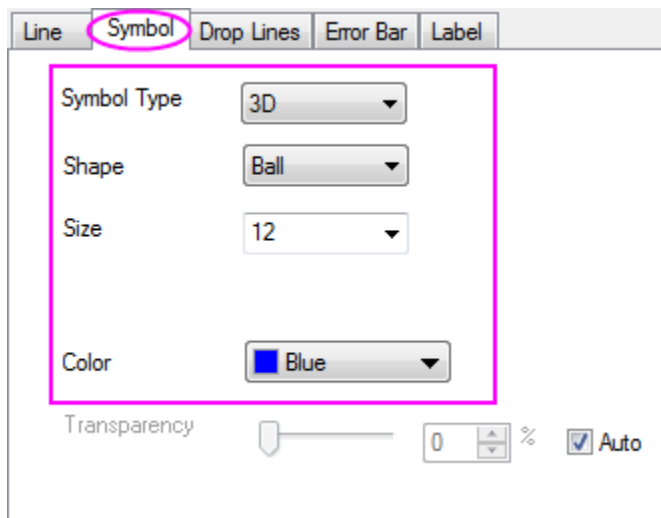 Line Symbol Drop Lines Error Bar Label
Symbol Type 3D
Shape Ball
Size 12
Color Blue
Transparency 0 % Auto